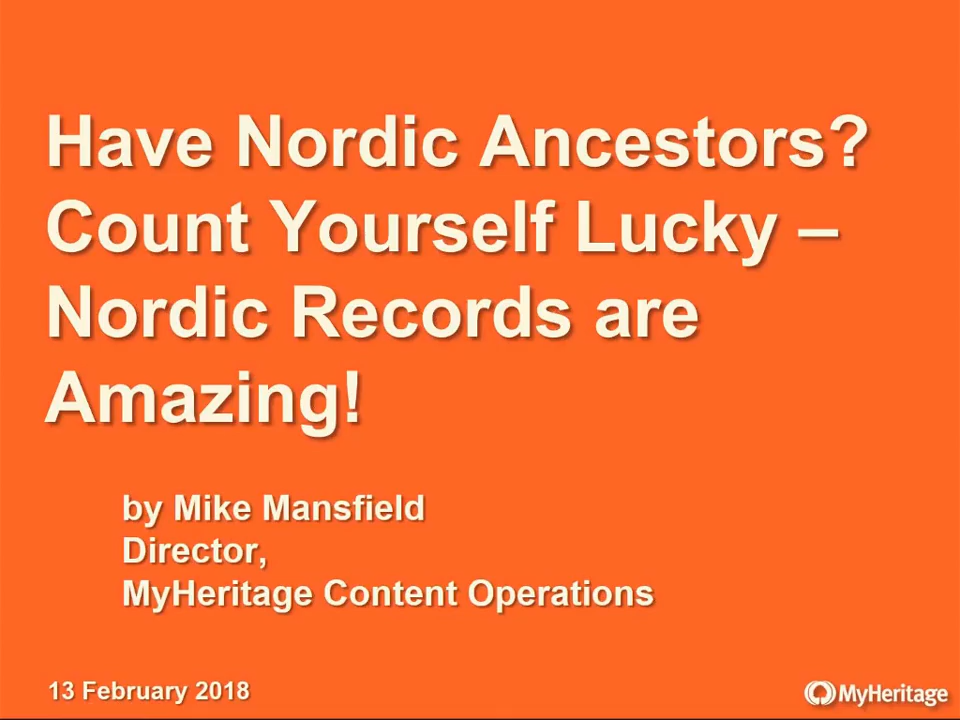 Have Nordic Ancestors?
Count Yourself Lucky –
Nordic Records are
Amazing!
by Mike Mansfield
Director,
MyHeritage Content Operations
13 February 2018
MyHeritage